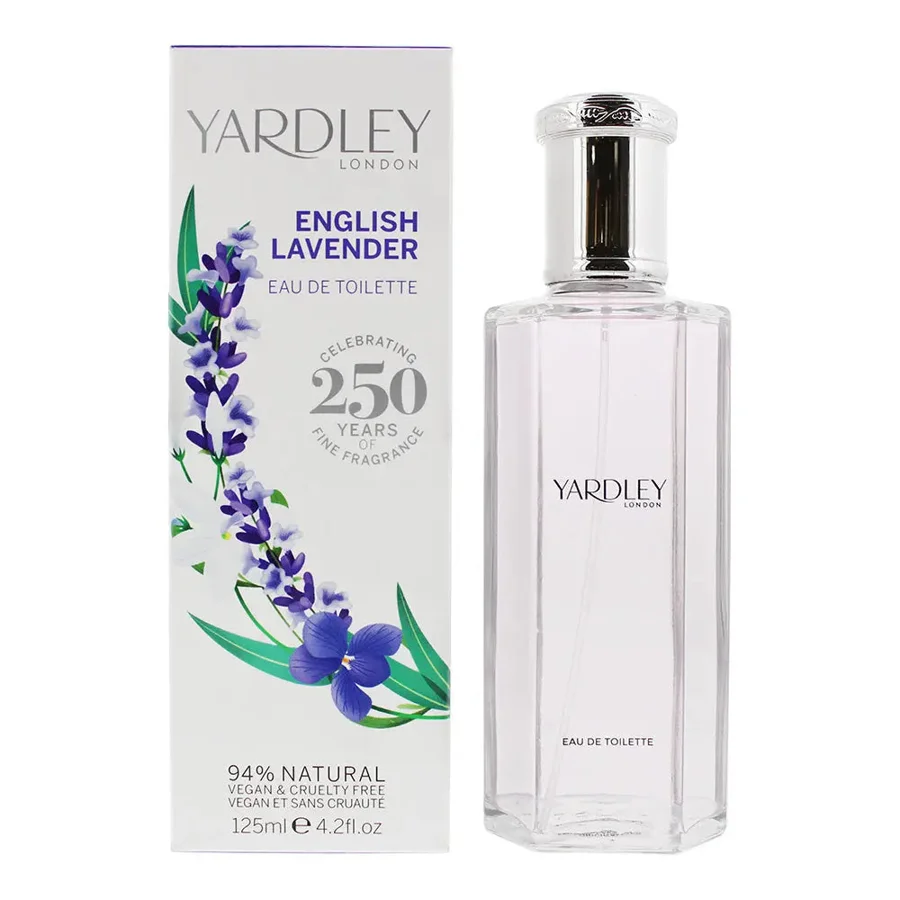 YARDLEY
LONDON
ENGLISH
LAVENDER
EAU DE TOILETTE
CELEBRATING
250
YEARS
OF
FINE FRAGRANCE
94% NATURAL
VEGAN & CRUELTY FREE
VEGAN ET SANS CRUAUTÉ
125ml e 4.2fl.oz
YARDLEY
LONDON
EAU DE TOILETTE